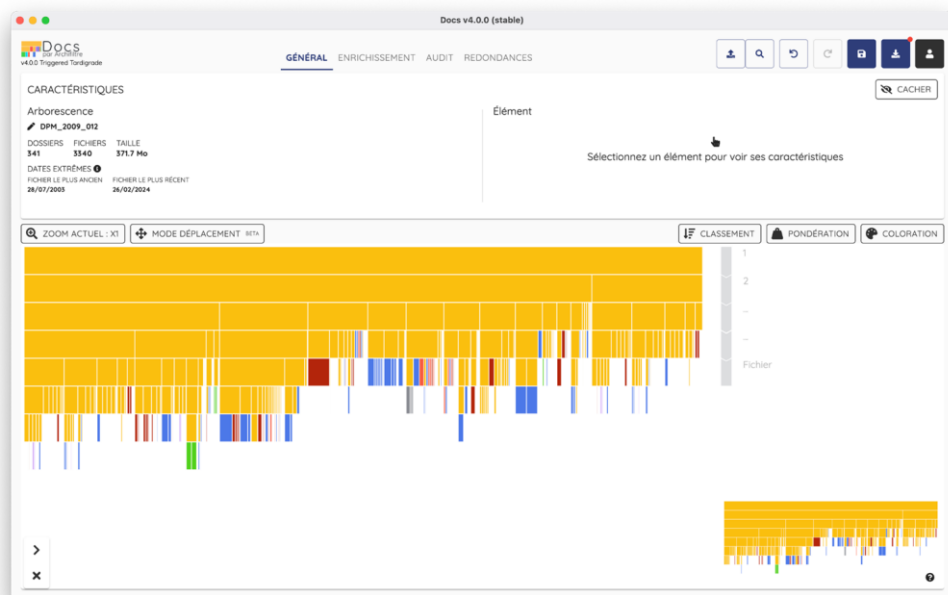 Docs v4.0.0 (stable)
Docs
par Archifiltre
v4.0.0 Triggered Tardigrade
GÉNÉRAL ENRICHISSEMENT AUDIT REDONDANCES
CARACTÉRISTIQUES
CACHER
Arborescence
Élément
DPM_2009_012
DOSSIERS FICHIERS TAILLE
341 3340 371.7 Mo
Sélectionnez un élément pour voir ses caractéristiques
DATES EXTRÊMES
FICHIER LE PLUS ANCIEN FICHIER LE PLUS RÉCENT
28/07/2003 26/02/2024
ZOOM ACTUEL : X1 MODE DÉPLACEMENT BETA CLASSEMENT PONDÉRATION COLORATION
1
2
..
..
Fichier